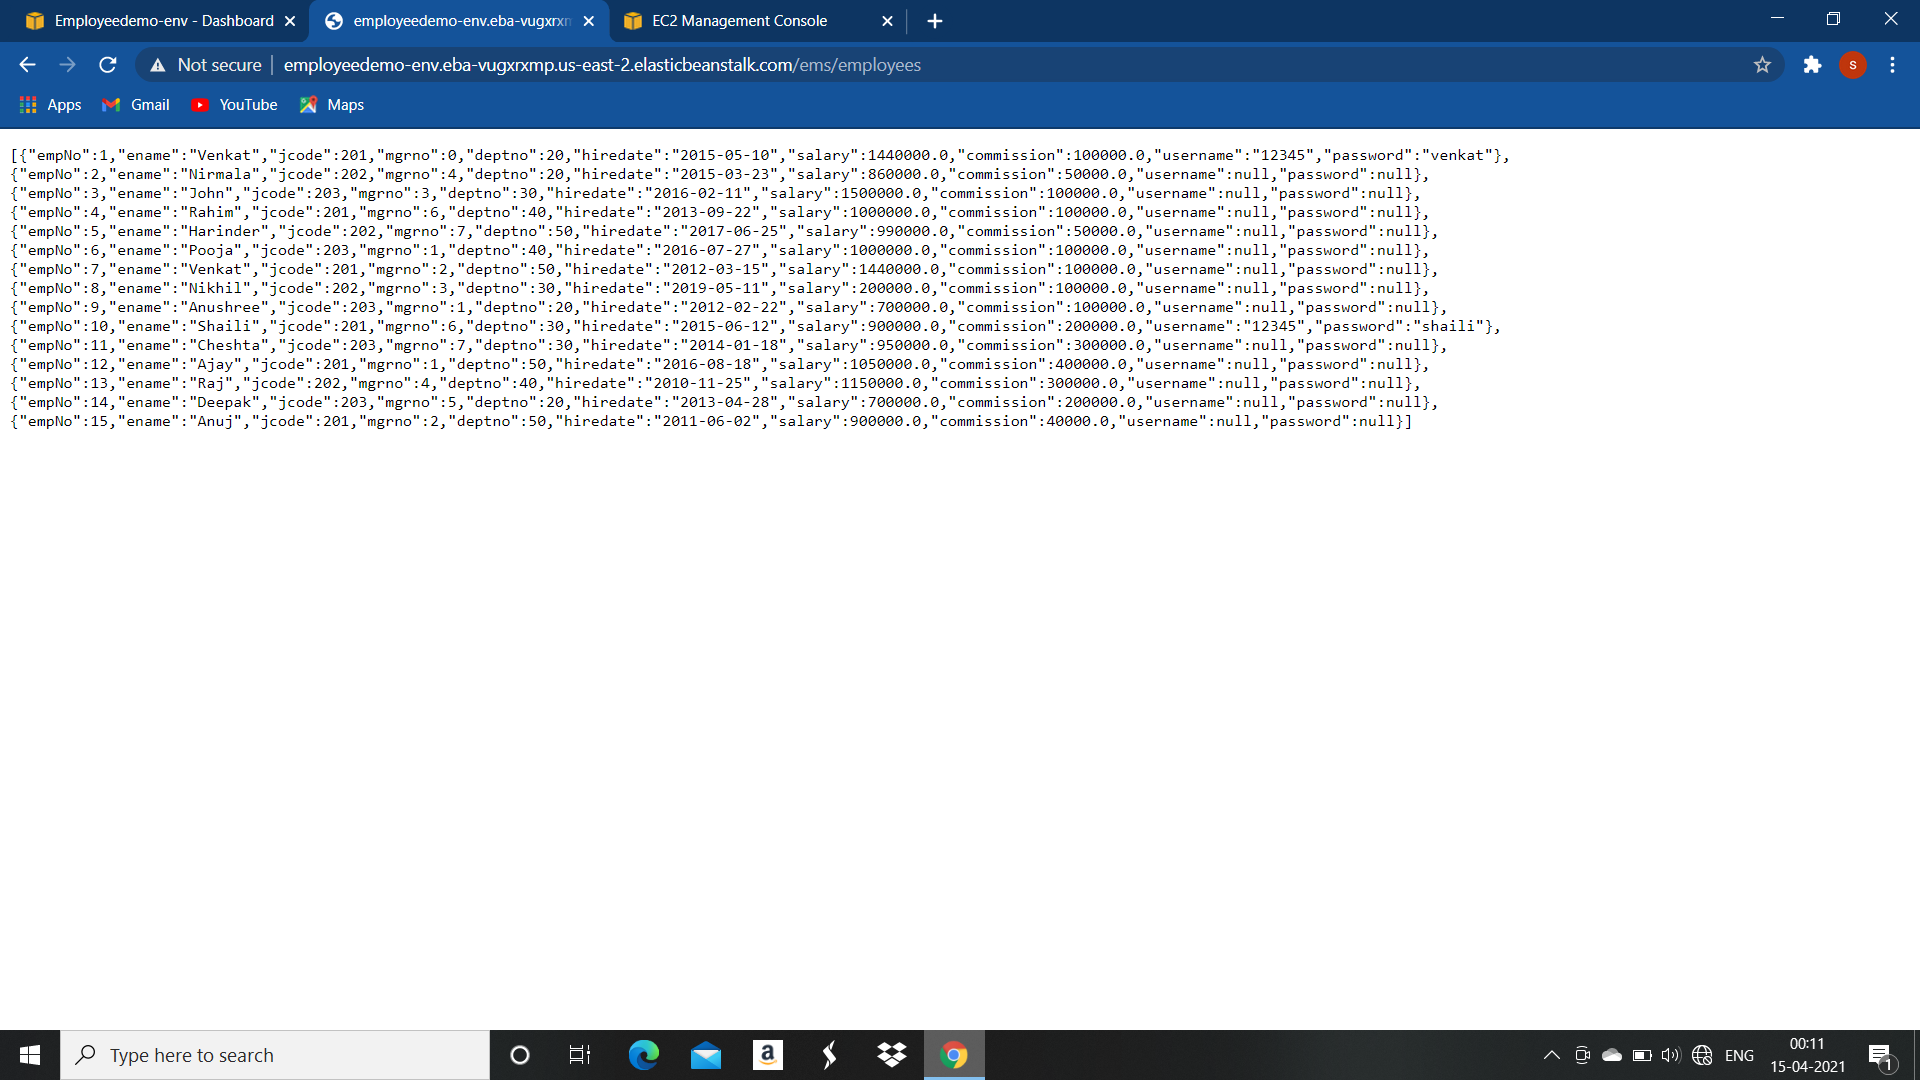 Employeedemo-env - Dashboard
employeedemo-env.eba-vugxrxm
EC2 Management Console
Not secure | employeedemo-env.eba-vugxrxmp.us-east-2.elasticbeanstalk.com/ems/employees
s
Apps Gmail YouTube Maps
[{"empNo":1,"ename":"Venkat","jcode":201,"mgrno":0,"deptno":20,"hiredate":"2015-05-10","salary":1440000.0,"commission":100000.0,"username":"12345","password":"venkat"},
{"empNo":2,"ename":"Nirmala","jcode":202,"mgrno":4,"deptno":20,"hiredate":"2015-03-23","salary":860000.0,"commission":50000.0,"username":null,"password":null},
{"empNo":3,"ename":"John","jcode":203,"mgrno":3,"deptno":30,"hiredate":"2016-02-11","salary":1500000.0,"commission":100000.0,"username":null,"password":null},
{"empNo":4,"ename":"Rahim","jcode":201,"mgrno":6,"deptno":40,"hiredate":"2013-09-22","salary":1000000.0,"commission":100000.0,"username":null,"password":null},
{"empNo":5,"ename":"Harinder","jcode":202,"mgrno":7,"deptno":50,"hiredate":"2017-06-25","salary":990000.0,"commission":50000.0,"username":null,"password":null},
{"empNo":6,"ename":"Pooja","jcode":203,"mgrno":1,"deptno":40,"hiredate":"2016-07-27","salary":1000000.0,"commission":100000.0,"username":null,"password":null},
{"empNo":7,"ename":"Venkat","jcode":201,"mgrno":2,"deptno":50,"hiredate":"2012-03-15","salary":1440000.0,"commission":100000.0,"username":null,"password":null},
{"empNo":8,"ename":"Nikhil","jcode":202,"mgrno":3,"deptno":30,"hiredate":"2019-05-11","salary":200000.0,"commission":100000.0,"username":null,"password":null},
{"empNo":9,"ename":"Anushree","jcode":203,"mgrno":1,"deptno":20,"hiredate":"2012-02-22","salary":700000.0,"commission":100000.0,"username":null,"password":null},
{"empNo":10,"ename":"Shaili","jcode":201,"mgrno":6,"deptno":30,"hiredate":"2015-06-12","salary":900000.0,"commission":200000.0,"username":"12345","password":"shaili"},
{"empNo":11,"ename":"Cheshta","jcode":203,"mgrno":7,"deptno":30,"hiredate":"2014-01-18","salary":950000.0,"commission":300000.0,"username":null,"password":null},
{"empNo":12,"ename":"Ajay","jcode":201,"mgrno":1,"deptno":50,"hiredate":"2016-08-18","salary":1050000.0,"commission":400000.0,"username":null,"password":null},
{"empNo":13,"ename":"Raj","jcode":202,"mgrno":4,"deptno":40,"hiredate":"2010-11-25","salary":1150000.0,"commission":300000.0,"username":null,"password":null},
{"empNo":14,"ename":"Deepak","jcode":203,"mgrno":5,"deptno":20,"hiredate":"2013-04-28","salary":700000.0,"commission":200000.0,"username":null,"password":null},
{"empNo":15,"ename":"Anuj","jcode":201,"mgrno":2,"deptno":50,"hiredate":"2011-06-02","salary":900000.0,"commission":40000.0,"username":null,"password":null}]
Type here to search
a
ENG
00:11
15-04-2021
1